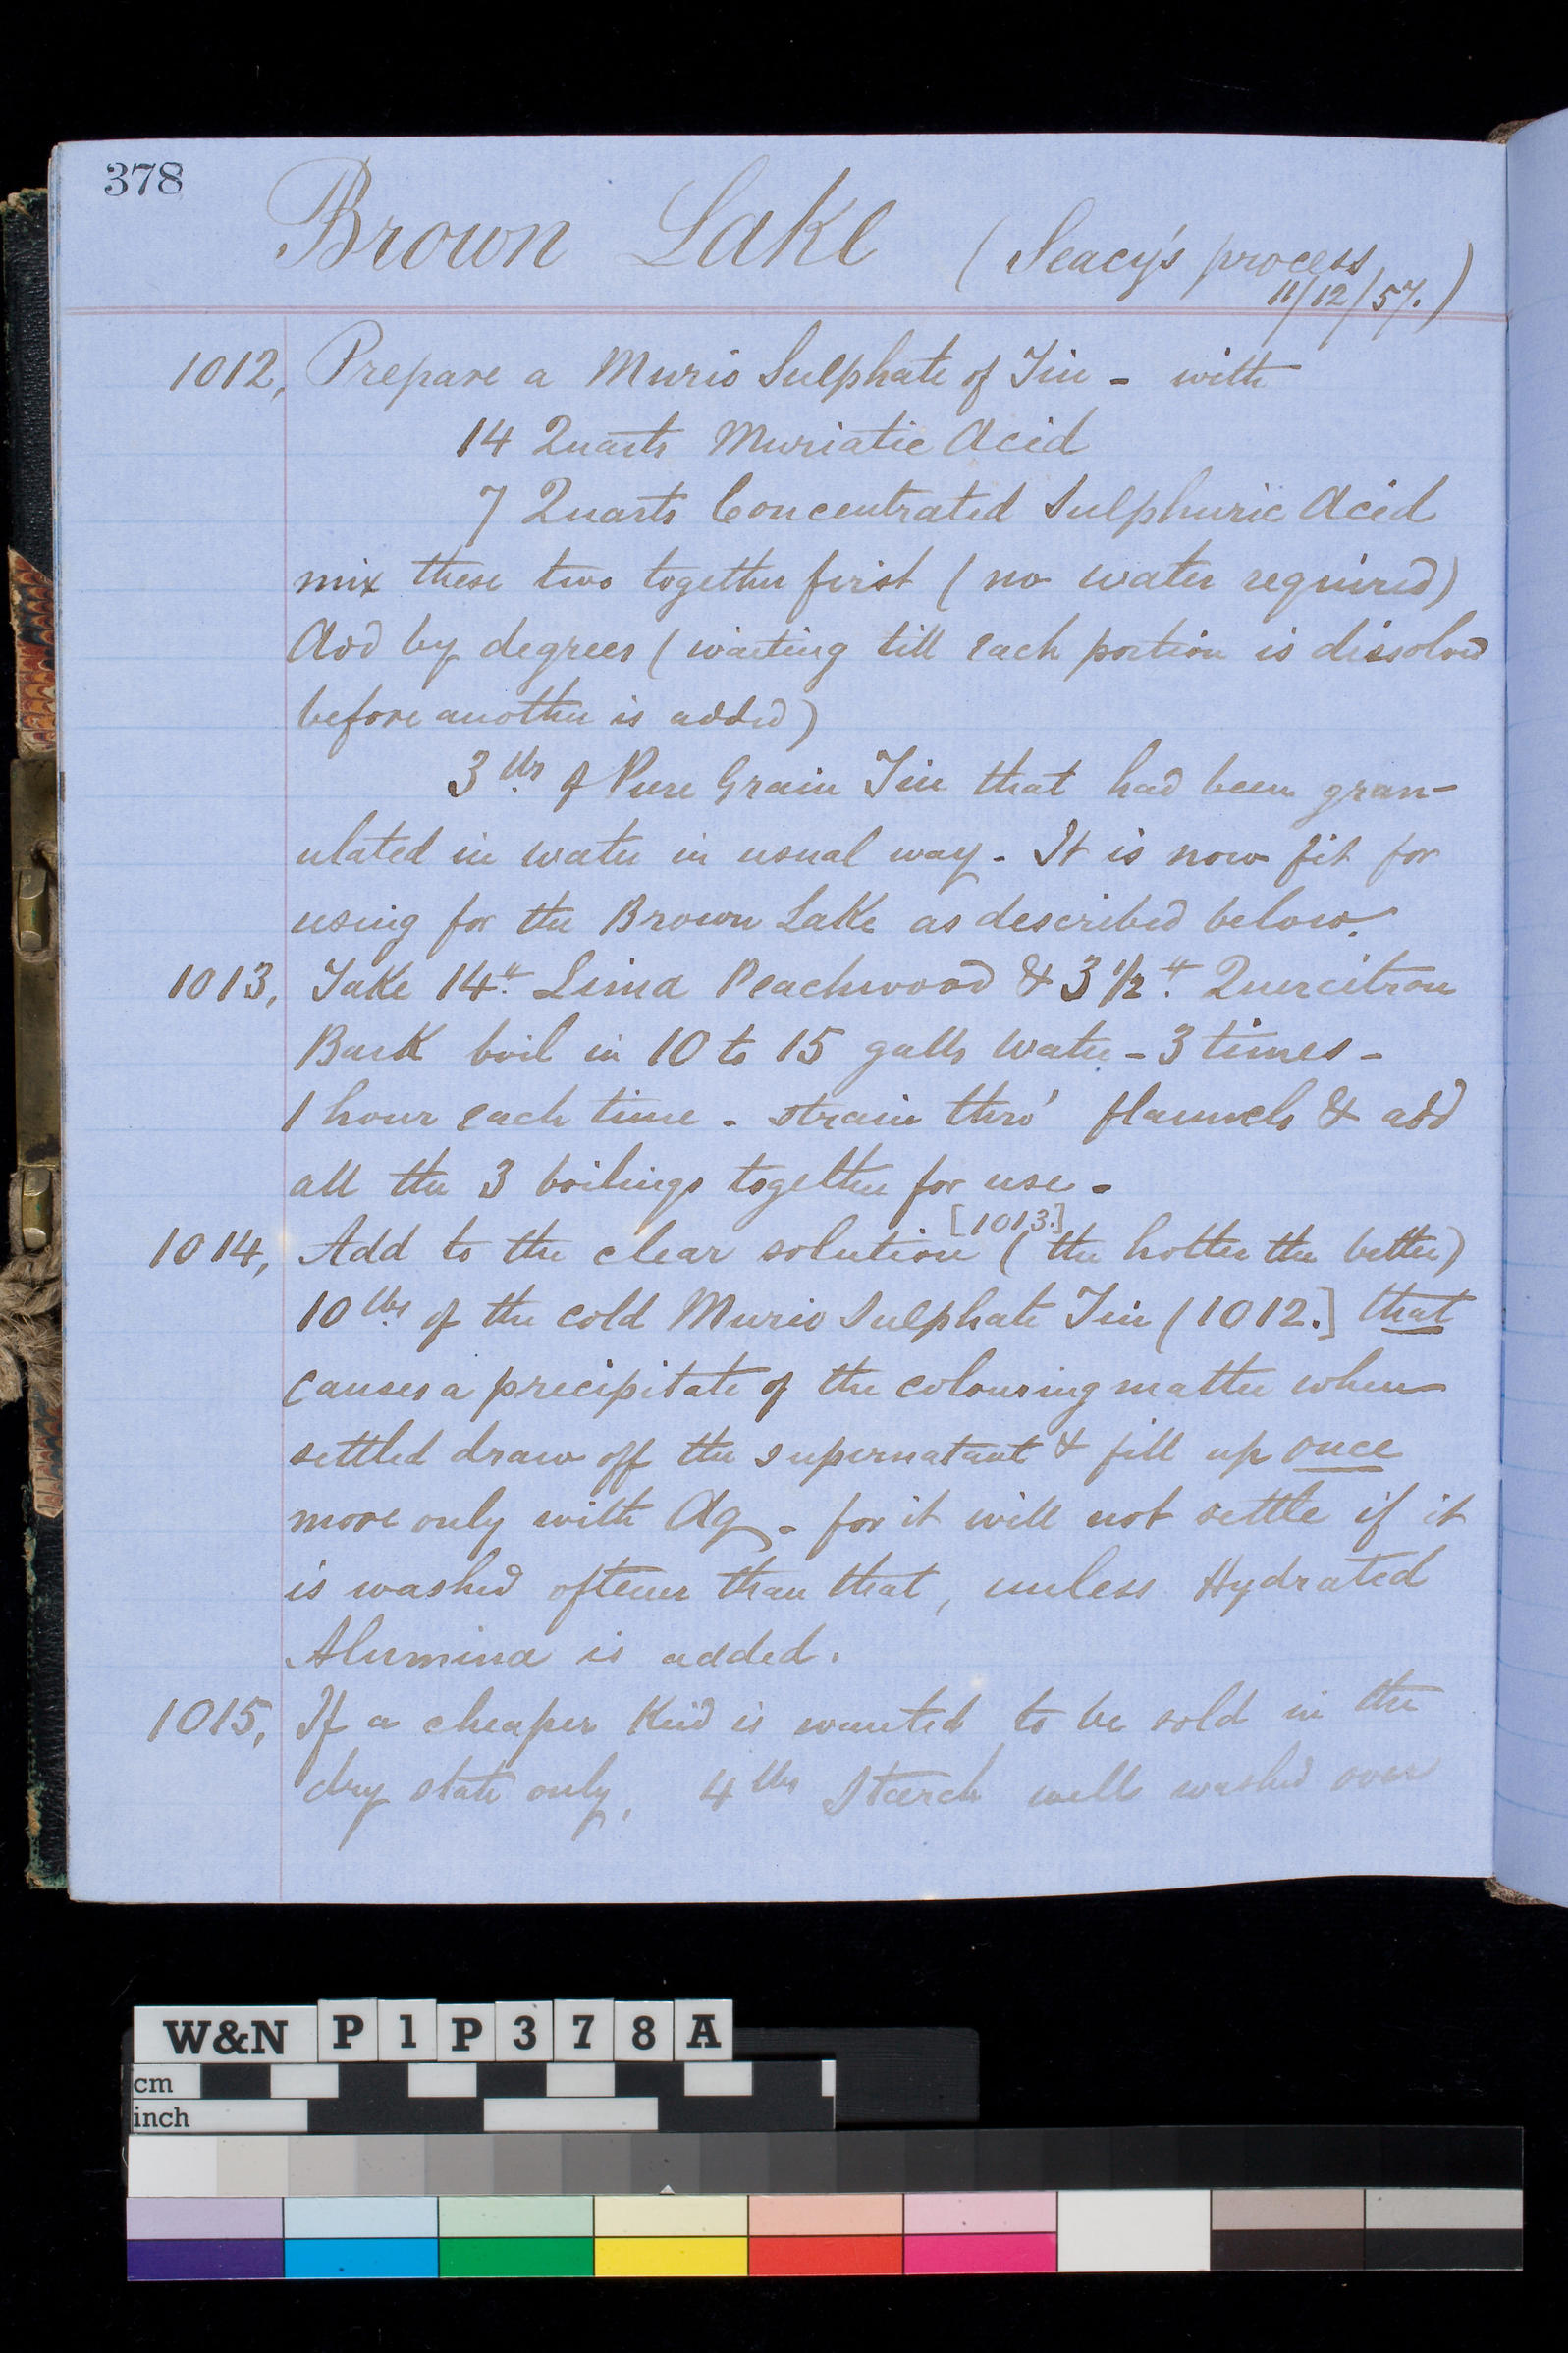 378
Brown Lake (Seacy's process
11/12/57.)
1012, Prepare a Murio Sulphate of Tin - with
14 Quarts Muriatic Acid
7 Quarts Concentrated Sulphuric Acid
mix these two together first (no water required)
Add by degrees (waiting till each portion is dissolved
before another is added)
3 lbs of Pure Grain Tin that had been gran-
ulated in water in usual way - It is now fit for
using for the Brown Lake as described below.
1013, Take 14" Lima Peachwood & 3 1/2" Quercitron
Bark boil in 10 to 15 galls water - 3 times -
1 hour each time - strain thro' flannels & add
all the 3 boilings together for use -
[1013.]
1014, Add to the clear solution (the hotter the better)
10 lbs of the cold Murio Sulphate Tin (1012.] that
causes a precipitate of the colouring matter when
settled draw off the supernatant & fill up once
more only with Aq - for it will not settle if it
is washed oftener than that, unless Hydrated
Alumina is added.
1015, If a cheaper kind is wanted to be sold in the
dry state only, 4 lbs Starch well washed over
W&N P1P378A
cm
inch